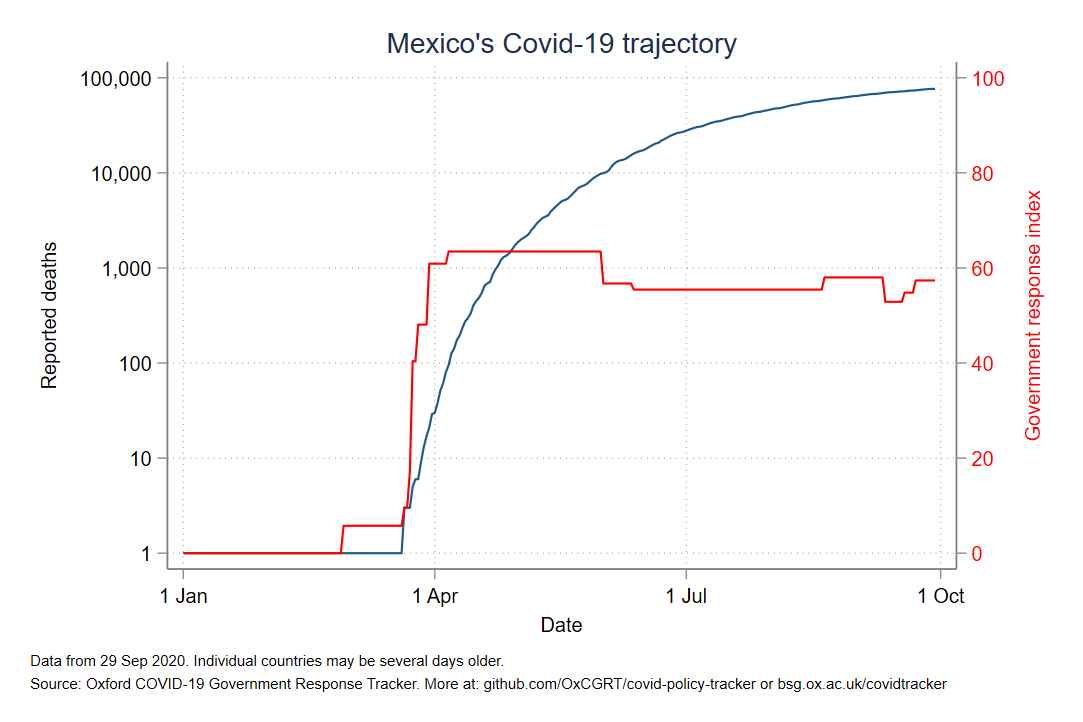 Mexico's Covid-19 trajectory
100,000
10,000
1,000
100
10
1
Reported deaths
100
80
60
40
20
0
Government response index
1 Jan
1 Apr
1 Jul
1 Oct
Date
Data from 29 Sep 2020. Individual countries may be several days older.
Source: Oxford COVID-19 Government Response Tracker. More at: github.com/OxCGRT/covid-policy-tracker or bsg.ox.ac.uk/covidtracker